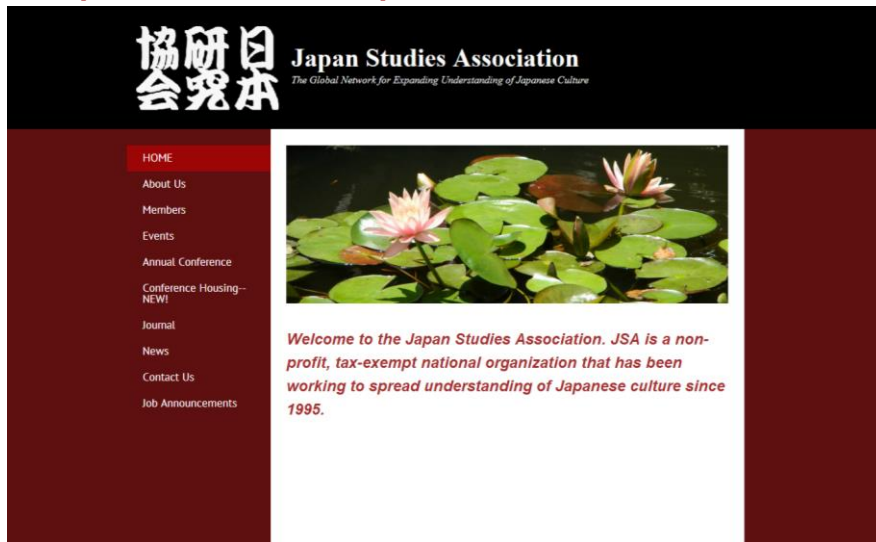 日本
研究
協会
Japan Studies Association
The Global Network for Expanding Understanding of Japanese Culture
HOME
About Us
Members
Events
Annual Conference
Conference Housing--
NEW!
Journal
News
Contact Us
Job Announcements
Welcome to the Japan Studies Association. JSA is a non-
profit, tax-exempt national organization that has been
working to spread understanding of Japanese culture since
1995.